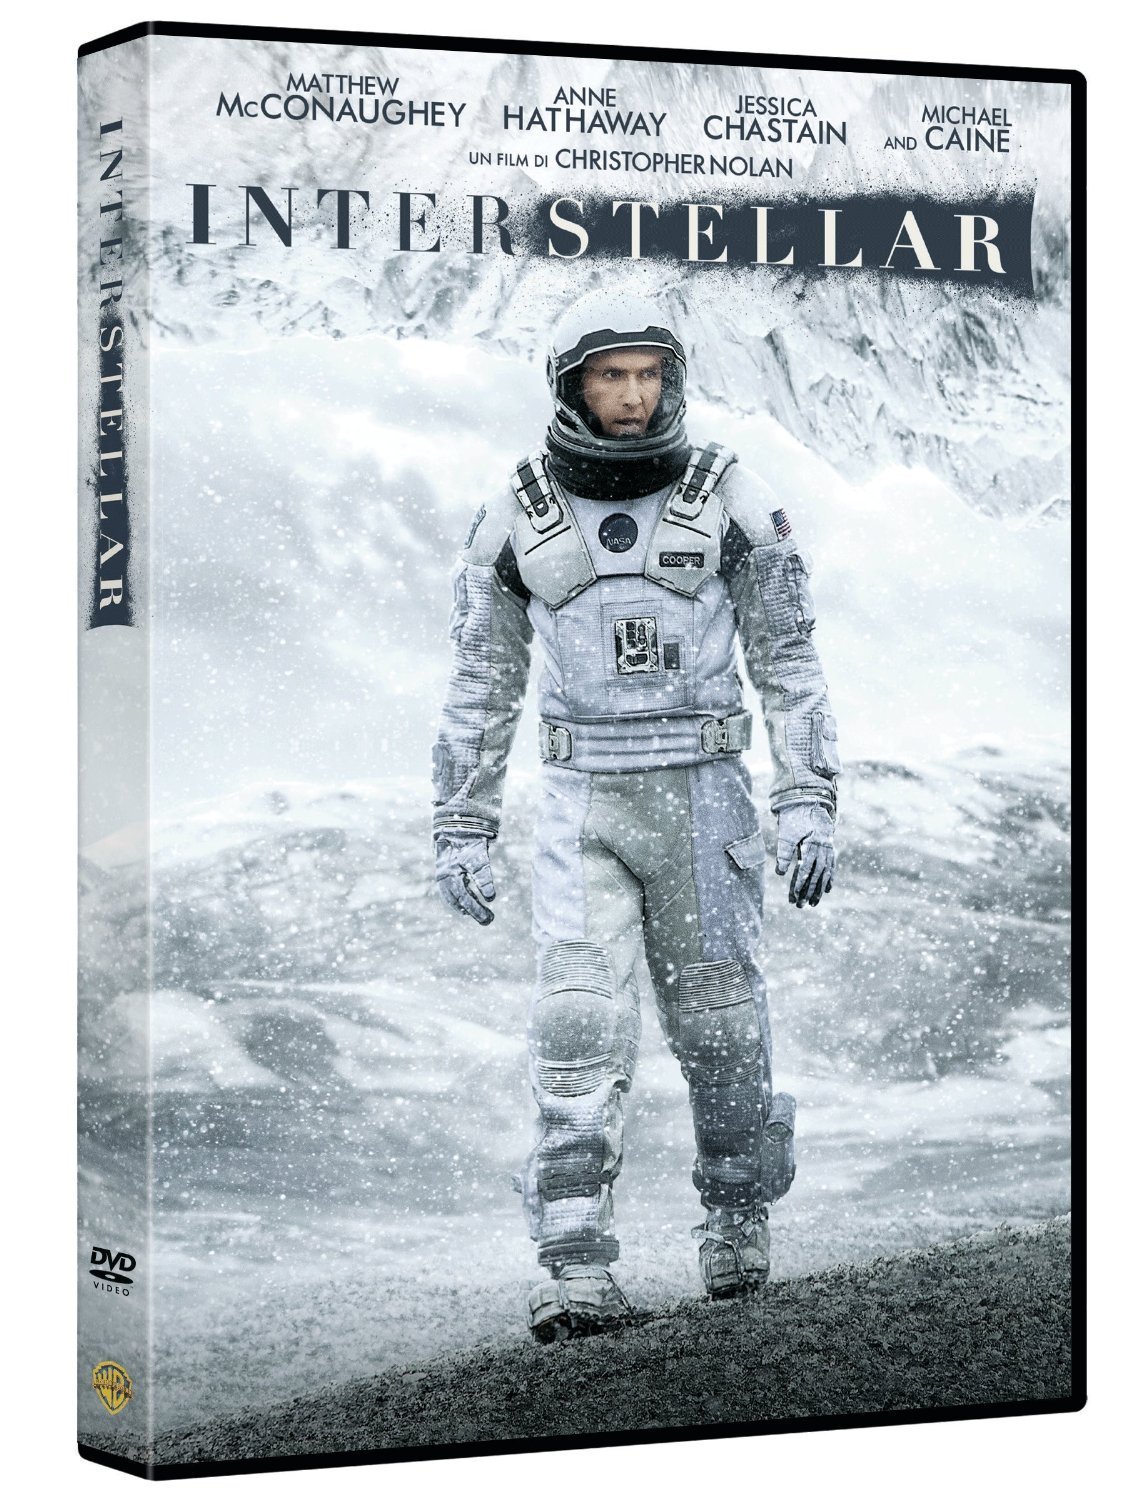 MATTHEW
McCONAUGHEY
ANNE
HATHAWAY
JESSICA
CHASTAIN
MICHAEL
AND CAINE
UN FILM DI CHRISTOPHER NOLAN
INTERSTELLAR
NASA
COOPER
INTERSTELLAR
DVD
VIDEO
WB